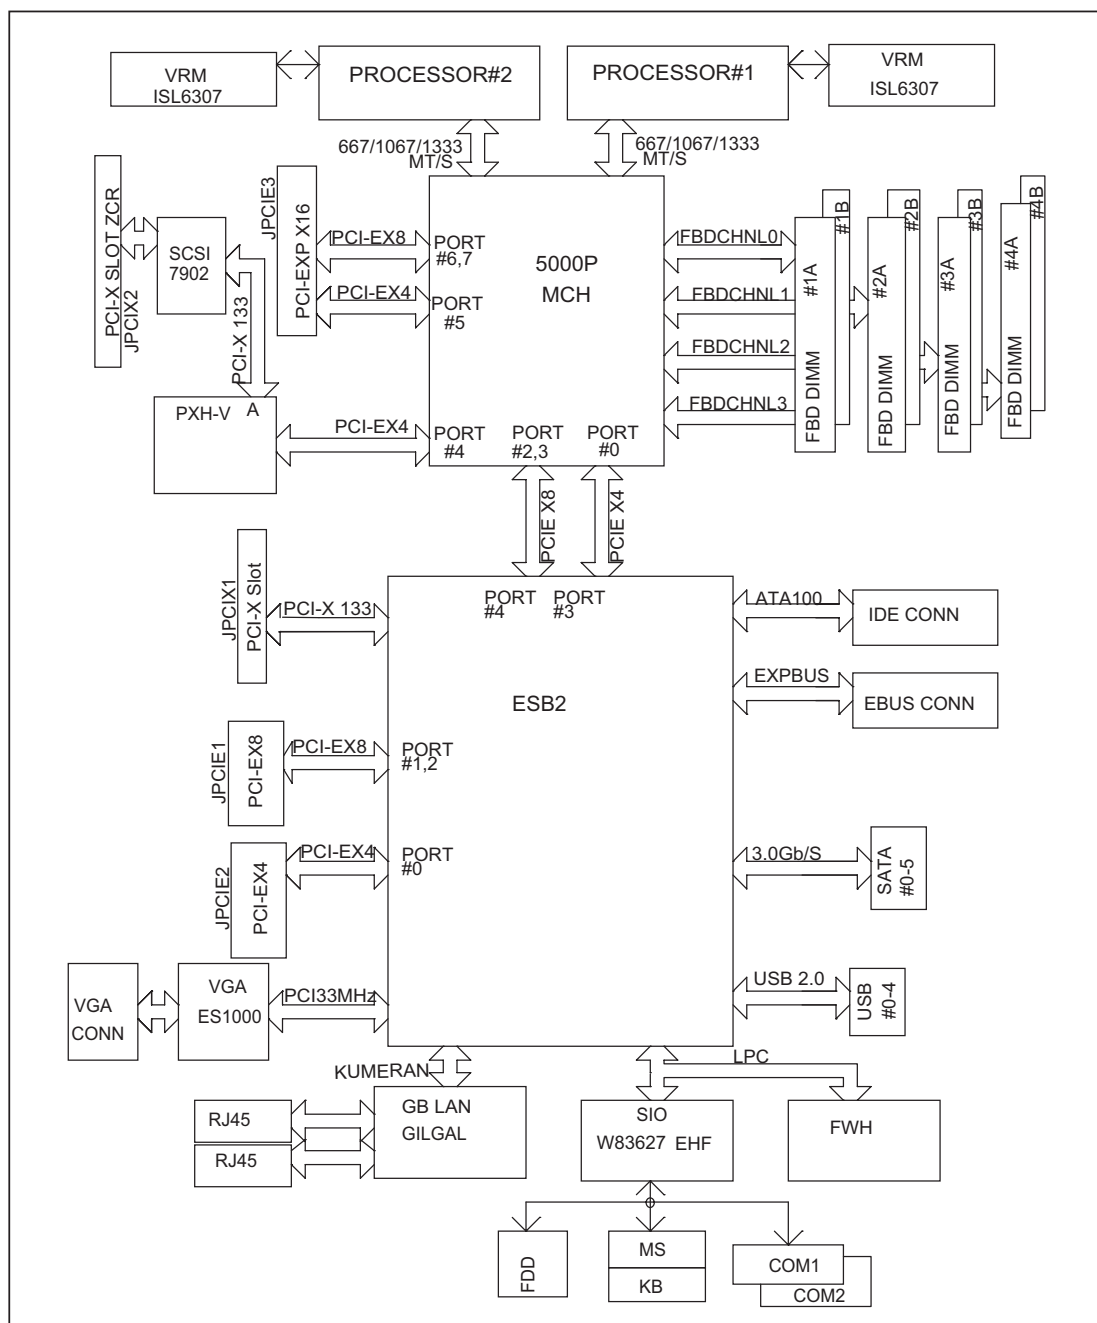 VRM
ISL6307
PROCESSOR#2
PROCESSOR#1
VRM
ISL6307
667/1067/1333
MT/S
667/1067/1333
MT/S
PCI-X SLOT ZCR
JPCIX2
SCSI
7902
PCI-X 133
JPCIE3
PCI-EXP X16
PCI-EX8
PORT
#6,7
PCI-EX4
PORT
#5
5000P
MCH
FBDCHNL0
FBDCHNL1
FBDCHNL2
FBDCHNL3
FBD DIMM
#1A
#1B
FBD DIMM
#2A
#2B
FBD DIMM
#3A
#3B
FBD DIMM
#4A
#4B
PXH-V
A
PCI-EX4
PORT
#4
PORT
#2,3
PORT
#0
PCIE X8
PCIE X4
JPCIX1
PCI-X Slot
PCI-X 133
PORT
#4
PORT
#3
ATA100
IDE CONN
EXPBUS
EBUS CONN
ESB2
JPCIE1
PCI-EX8
PCI-EX8
PORT
#1,2
JPCIE2
PCI-EX4
PCI-EX4
PORT
#0
3.0Gb/S
SATA
#0-5
VGA
CONN
VGA
ES1000
PCI33MHz
USB 2.0
USB
#0-4
KUMERAN
LPC
RJ45
RJ45
GB LAN
GILGAL
SIO
W83627 EHF
FWH
FDD
MS
KB
COM1
COM2